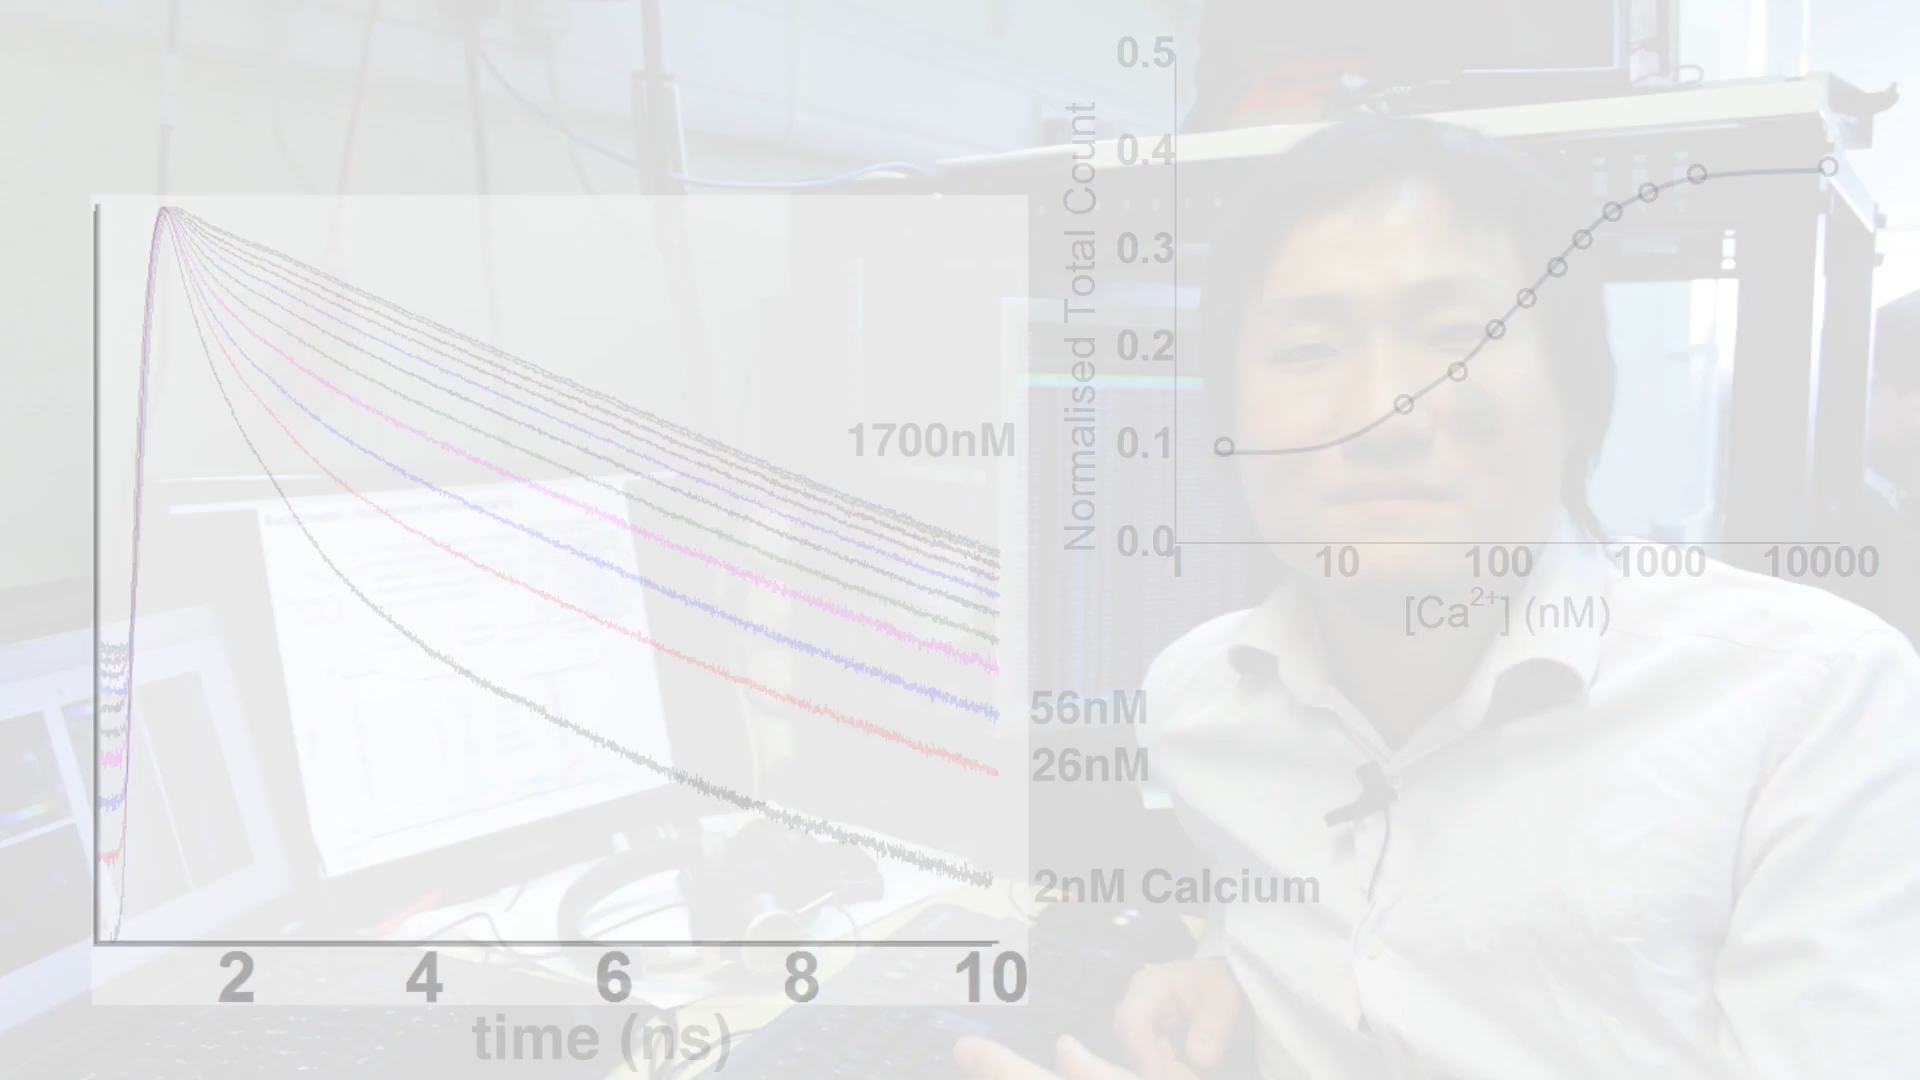 1700nM
56nM
26nM
2nM Calcium
2 4 6 8 10
time (ns)
Normalised Total Count
0.5
0.4
0.3
0.2
0.1
0.0
1 10 100 1000 10000
[Ca2+] (nM)